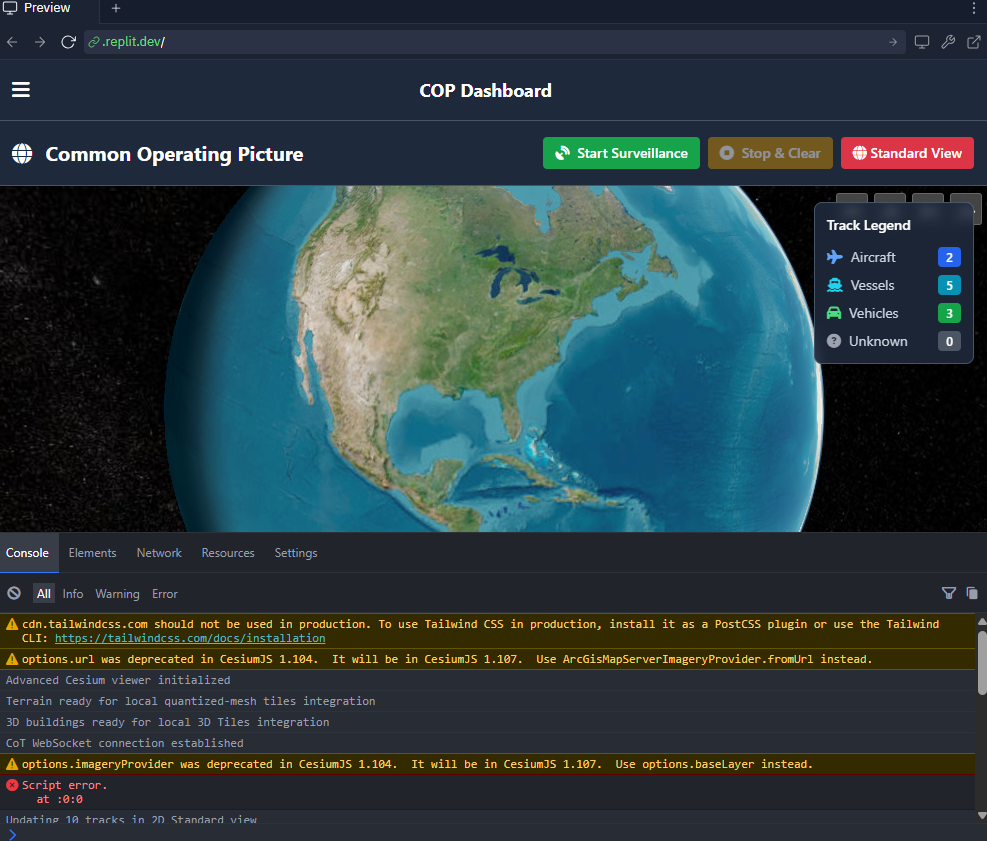 Preview
.replit.dev/
COP Dashboard
Common Operating Picture
Start Surveillance
Stop & Clear
Standard View
Track Legend
Aircraft 2
Vessels 5
Vehicles 3
Unknown 0
Console Elements Network Resources Settings
All Info Warning Error
cdn.tailwindcss.com should not be used in production. To use Tailwind CSS in production, install it as a PostCSS plugin or use the Tailwind
CLI: https://tailwindcss.com/docs/installation
options.url was deprecated in CesiumJS 1.104.  It will be in CesiumJS 1.107.  Use ArcGisMapServerImageryProvider.fromUrl instead.
Advanced Cesium viewer initialized
Terrain ready for local quantized-mesh tiles integration
3D buildings ready for local 3D Tiles integration
CoT WebSocket connection established
options.imageryProvider was deprecated in CesiumJS 1.104.  It will be in CesiumJS 1.107.  Use options.baseLayer instead.
Script error.
at :0:0
Updating 10 tracks in 2D Standard view